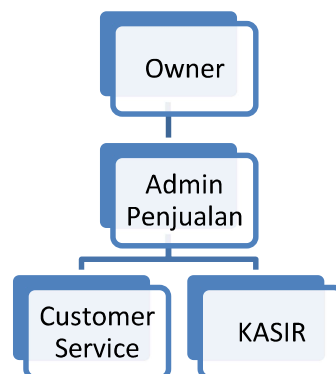 Owner
Admin
Penjualan
Customer
Service
KASIR